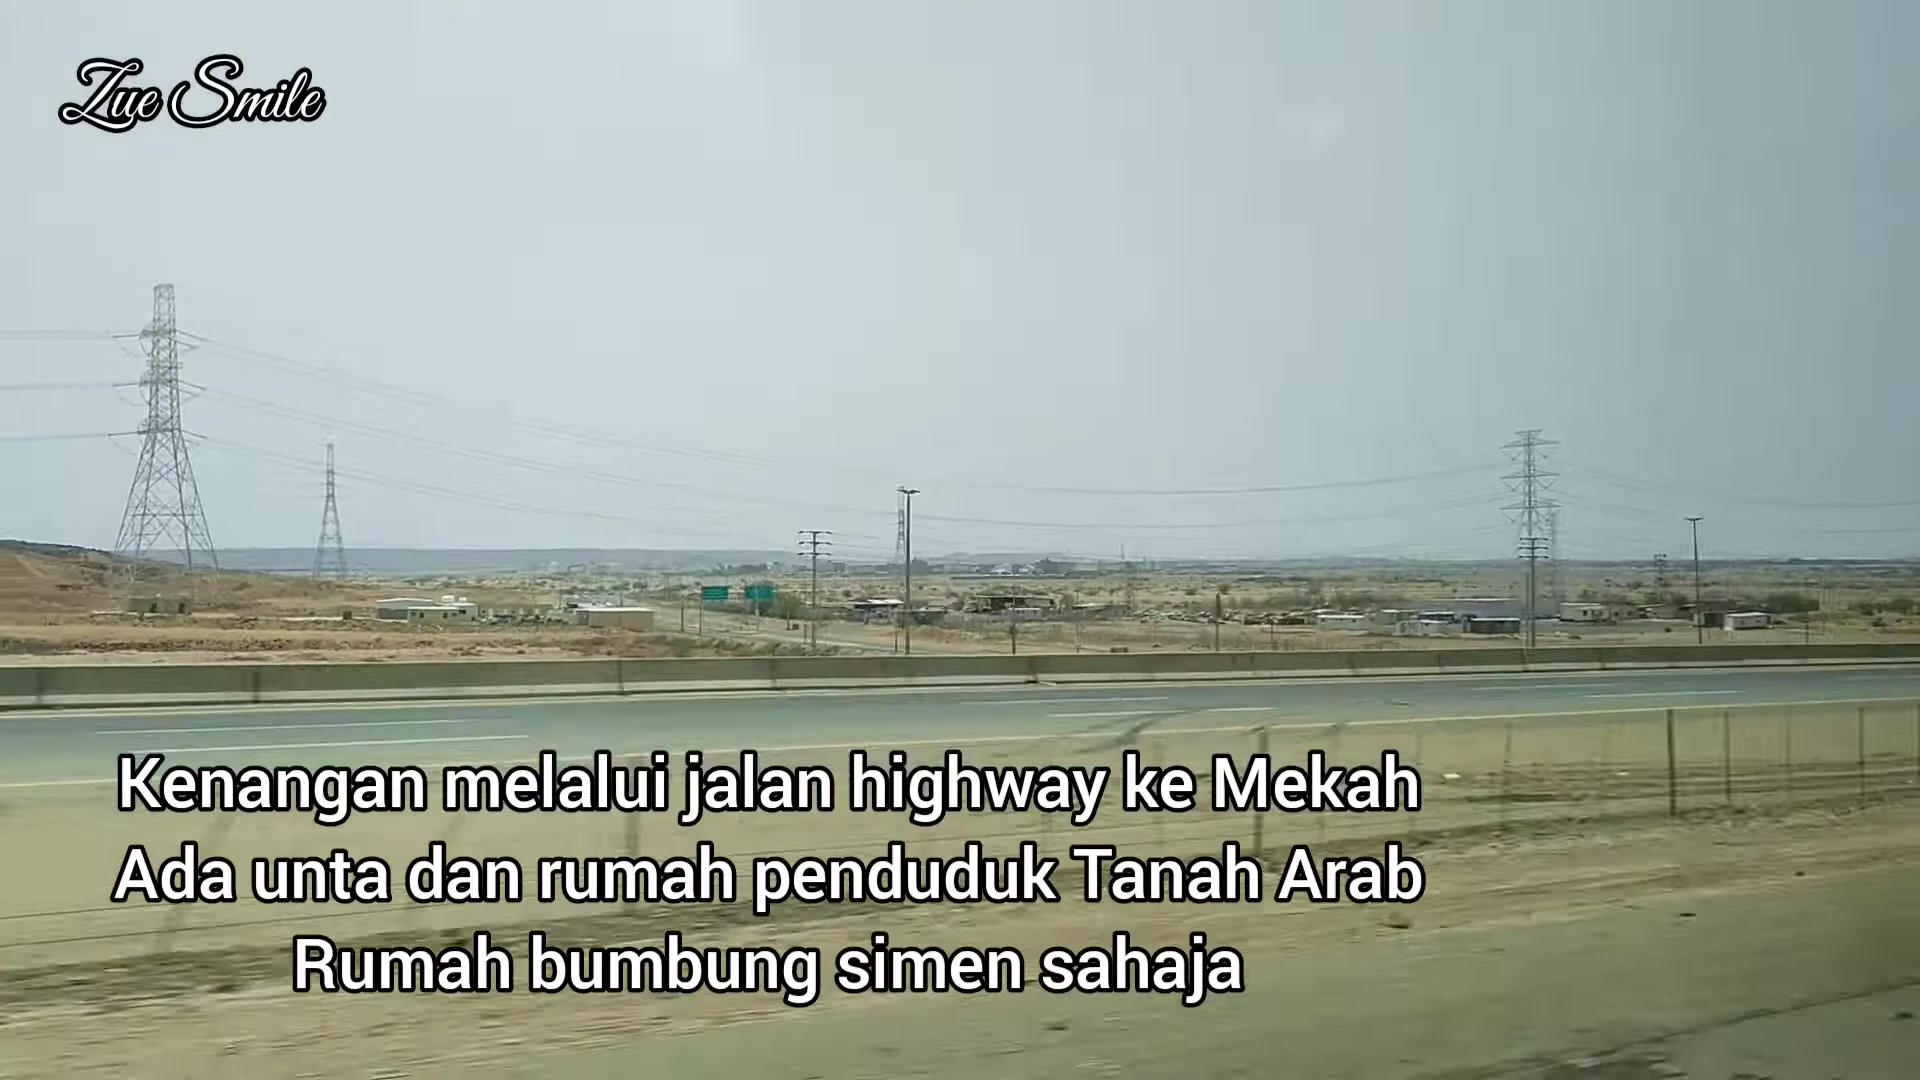 Zue Smile
Kenangan melalui jalan highway ke Mekah
Ada unta dan rumah penduduk Tanah Arab
Rumah bumbung simen sahaja